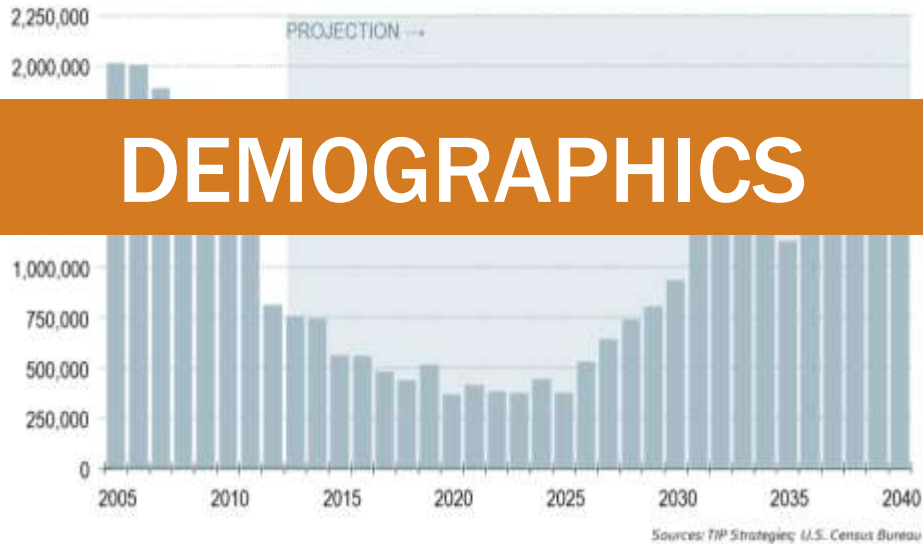 2,250,000
PROJECTION →
2,000,000
DEMOGRAPHICS
1,000,000
750,000
500,000
250,000
0
2005 2010 2015 2020 2025 2030 2035 2040
Sources: TIP Strategies; U.S. Census Bureau